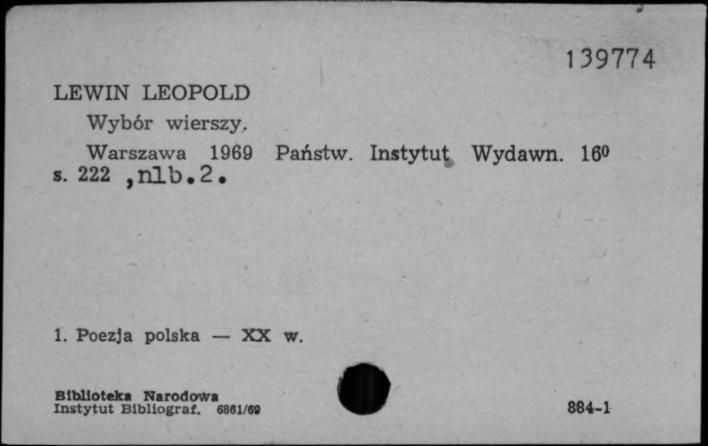 139774
LEWIN LEOPOLD
Wybór wierszy.
Warszawa 1969 Państw. Instytut Wydawn. 16º
s. 222 ,nlb.2.
1. Poezja polska — XX w.
Biblioteka Narodowa
Instytut Bibliograf. 6861/69
884-1